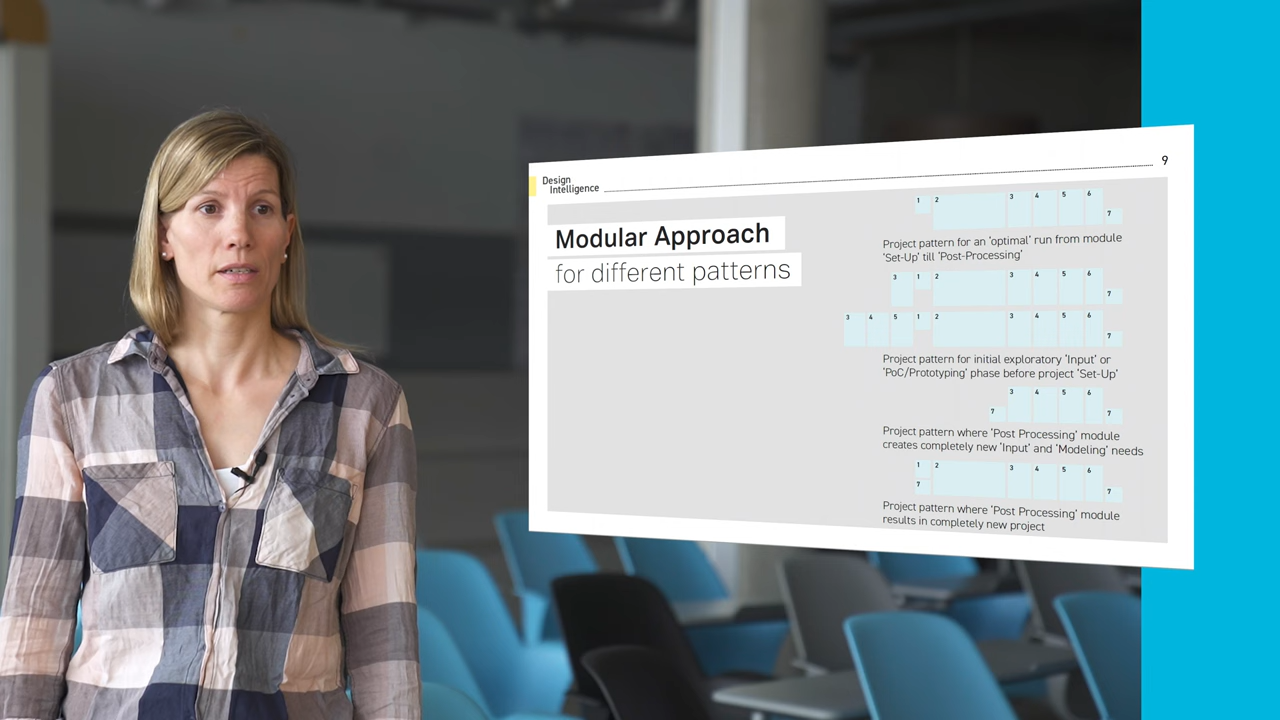 Design
Intelligence
9
Modular Approach
for different patterns
1 2 3 4 5 6 7
Project pattern for an 'optimal' run from module
'Set-Up' till 'Post-Processing'
3 1 2 3 4 5 6 7
3 4 5 1 2 3 4 5 6 7
Project pattern for initial exploratory 'Input' or
'PoC/Prototyping' phase before project 'Set-Up'
7 3 4 5 6 7
Project pattern where 'Post Processing' module
creates completely new 'Input' and 'Modeling' needs
1 2 3 4 5 6
7 7
Project pattern where 'Post Processing' module
results in completely new project